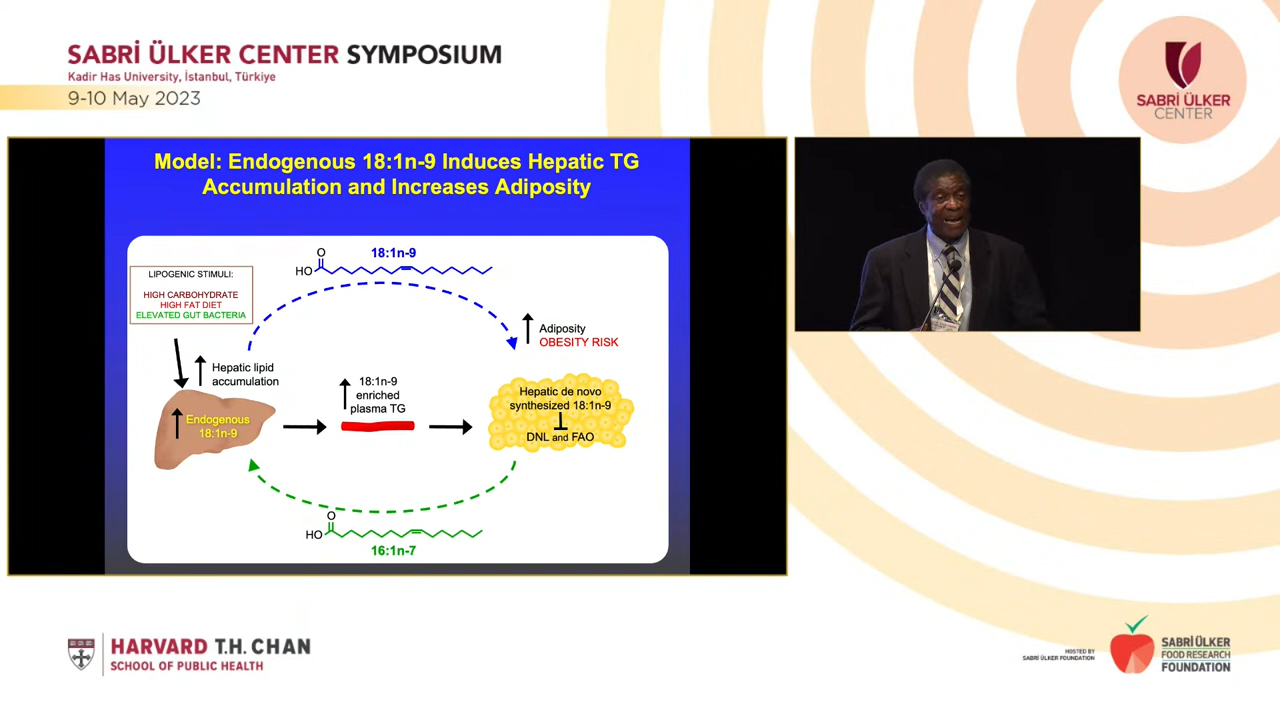 SABRİ ÜLKER CENTER SYMPOSIUM
Kadir Has University, İstanbul, Türkiye
9-10 May 2023
SABRİ ÜLKER
CENTER
Model: Endogenous 18:1n-9 Induces Hepatic TG
Accumulation and Increases Adiposity
LIPOGENIC STIMULI:
HIGH CARBOHYDRATE
HIGH FAT DIET
ELEVATED GUT BACTERIA
18:1n-9
O
HO
Adiposity
OBESITY RISK
Hepatic lipid
accumulation
18:1n-9
enriched
plasma TG
Endogenous
18:1n-9
Hepatic de novo
synthesized 18:1n-9
DNL and FAO
O
HO
16:1n-7
HARVARD T.H. CHAN
SCHOOL OF PUBLIC HEALTH
HOSTED BY
SABRI ÜLKER FOUNDATION
SABRİ ÜLKER
FOOD RESEARCH
FOUNDATION